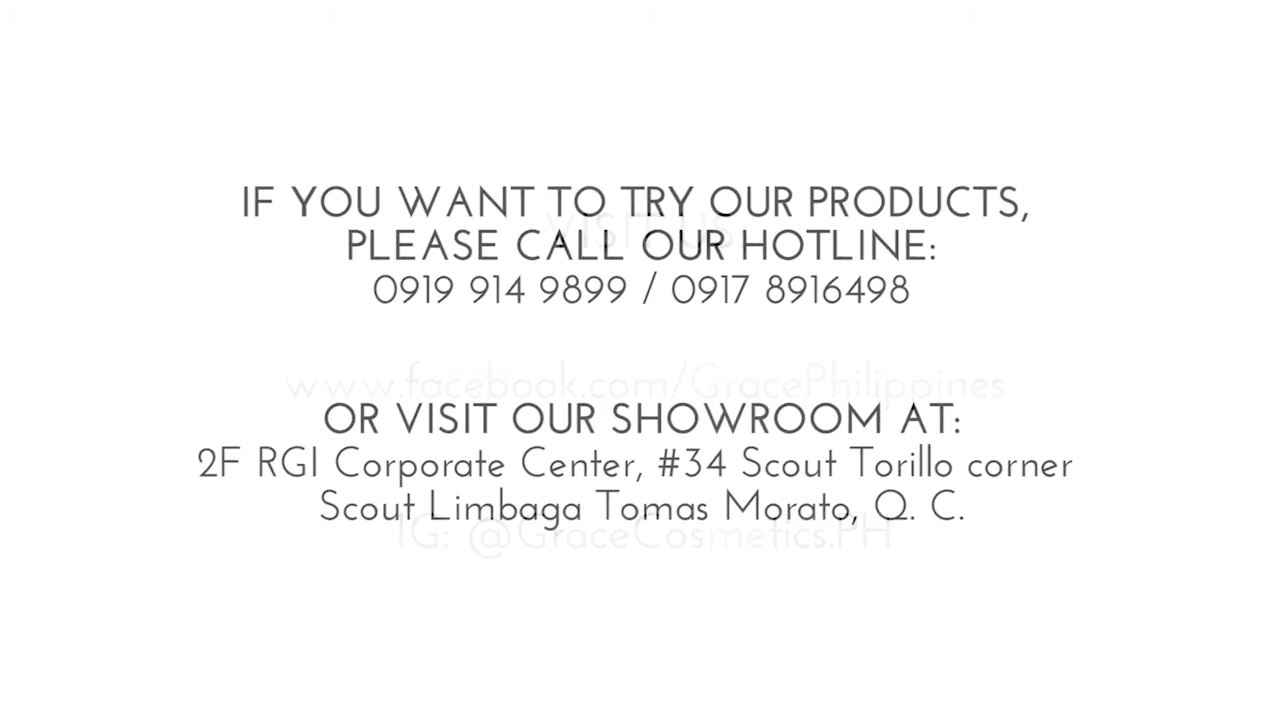 IF YOU WANT TO TRY OUR PRODUCTS,
VISIT US
PLEASE CALL OUR HOTLINE:
0919 914 9899 / 0917 8916498
www.facebook.com/GracePhilippines
OR VISIT OUR SHOWROOM AT:
2F RGI Corporate Center, #34 Scout Torillo corner
Scout Limbaga Tomas Morato, Q. C.
IG: @GraceCosmetics.PH